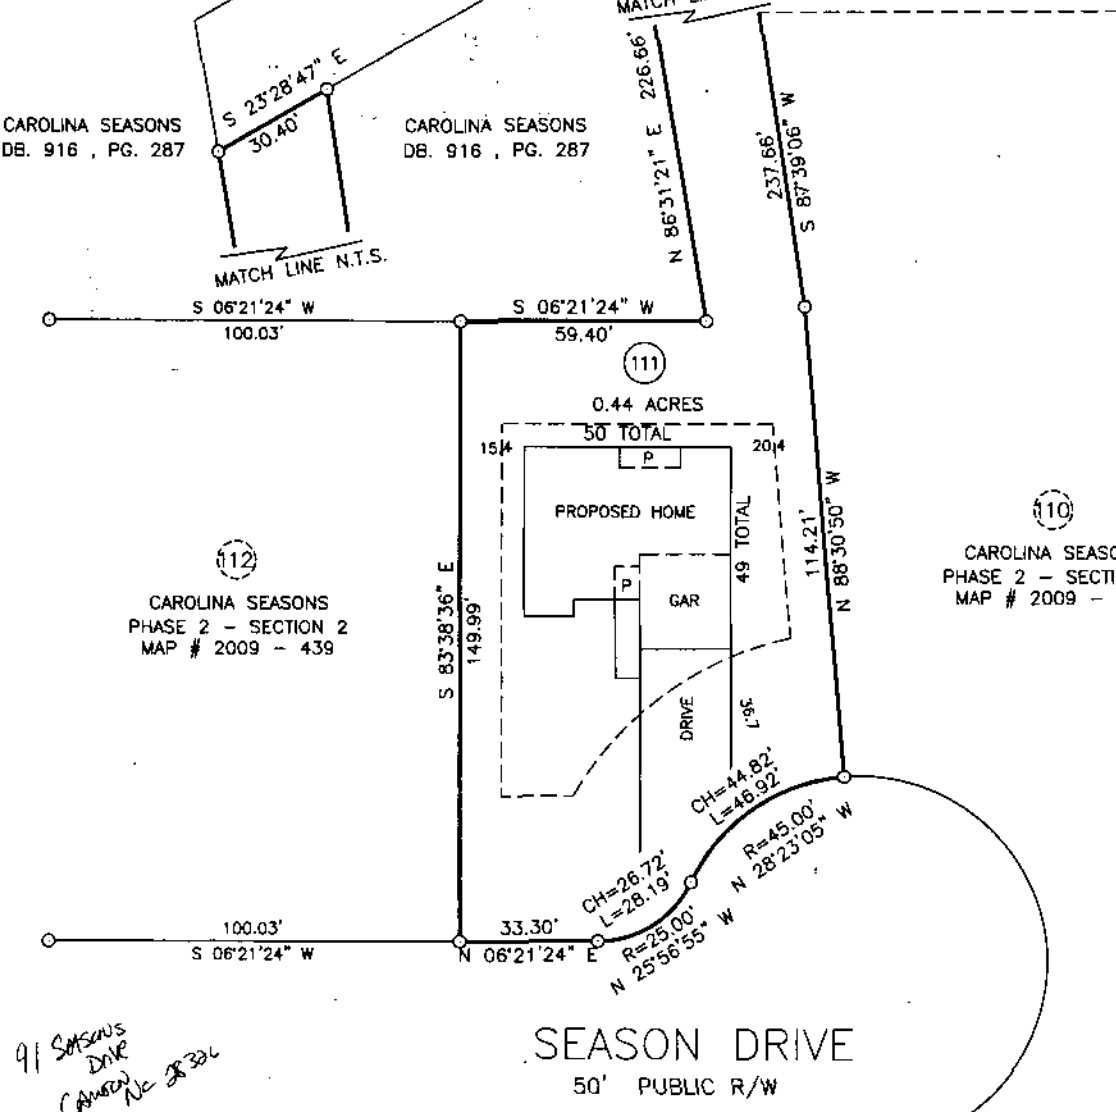 MATCH LI
S 23°28'47" E
30.40'
CAROLINA SEASONS
DB. 916 , PG. 287
CAROLINA SEASONS
DB. 916 , PG. 287
N 86°31'21" E 226.66'
237.66'
S 87°39'06" W
MATCH LINE N.T.S.
S 06°21'24" W
100.03'
S 06°21'24" W
59.40'
111
0.44 ACRES
50 TOTAL
15.4
20.4
P
PROPOSED HOME
49 TOTAL
P
GAR
DRIVE
36.7
114.21'
N 88°30'50" W
110
CAROLINA SEASO
PHASE 2 - SECTI
MAP # 2009 -
112
CAROLINA SEASONS
PHASE 2 - SECTION 2
MAP # 2009 - 439
S 83°38'36" E
149.99'
CH=44.82'
L=46.92'
R=45.00'
N 28°23'05" W
CH=26.72'
L=28.19'
R=25.00'
N 25°56'55" W
100.03'
S 06°21'24" W
33.30'
N 06°21'24" E
SEASON DRIVE
50' PUBLIC R/W
91 Seasons
Drive
Cameron
NC 28326